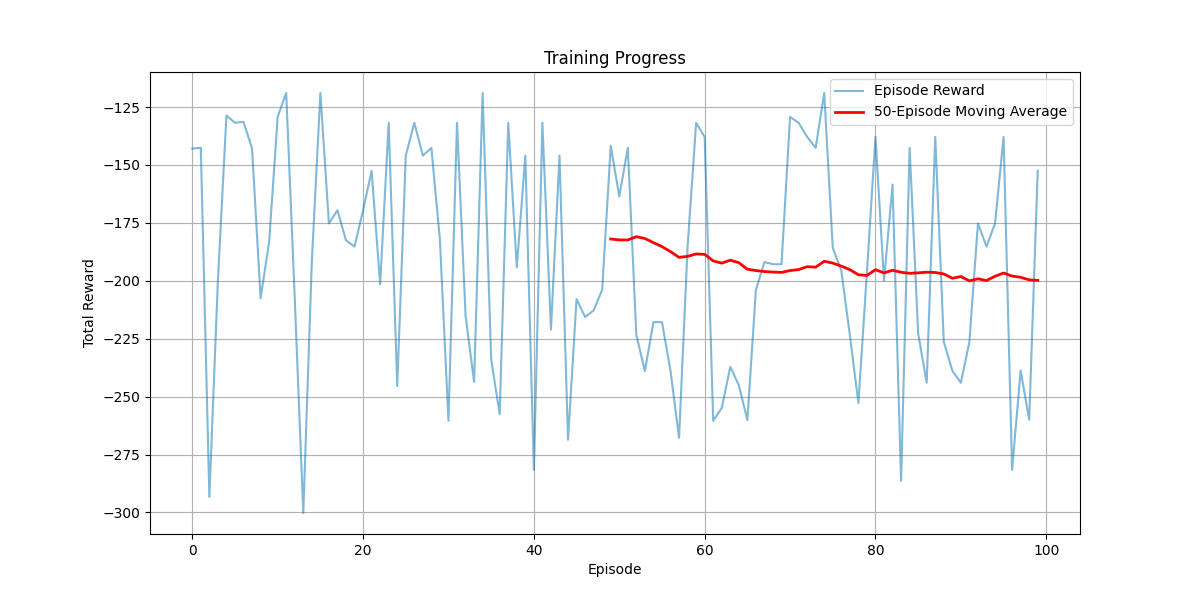 Training Progress
Episode Reward
50-Episode Moving Average
Total Reward
−125
−150
−175
−200
−225
−250
−275
−300
0
20
40
60
80
100
Episode